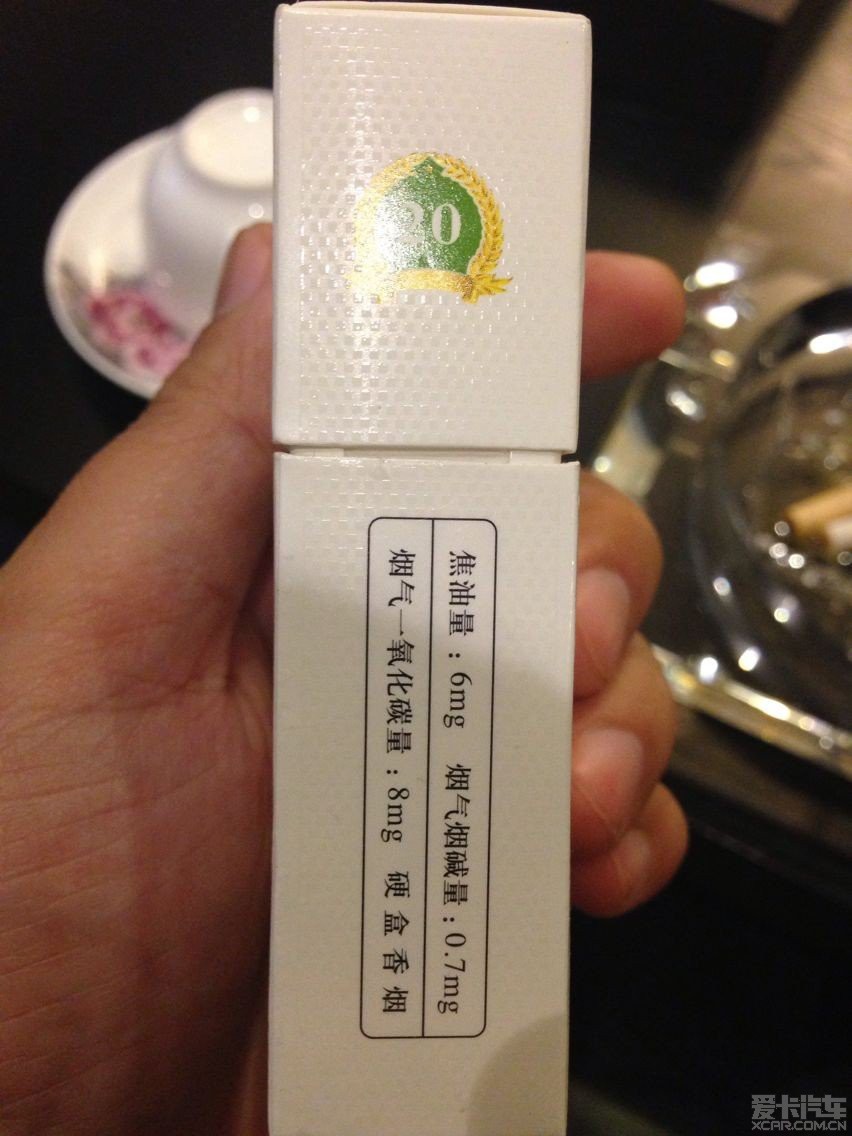 20
焦油量：6mg 烟气烟碱量：0.7mg
烟气一氧化碳量：8mg 硬盒香烟
爱卡汽车
XCAR.COM.CN